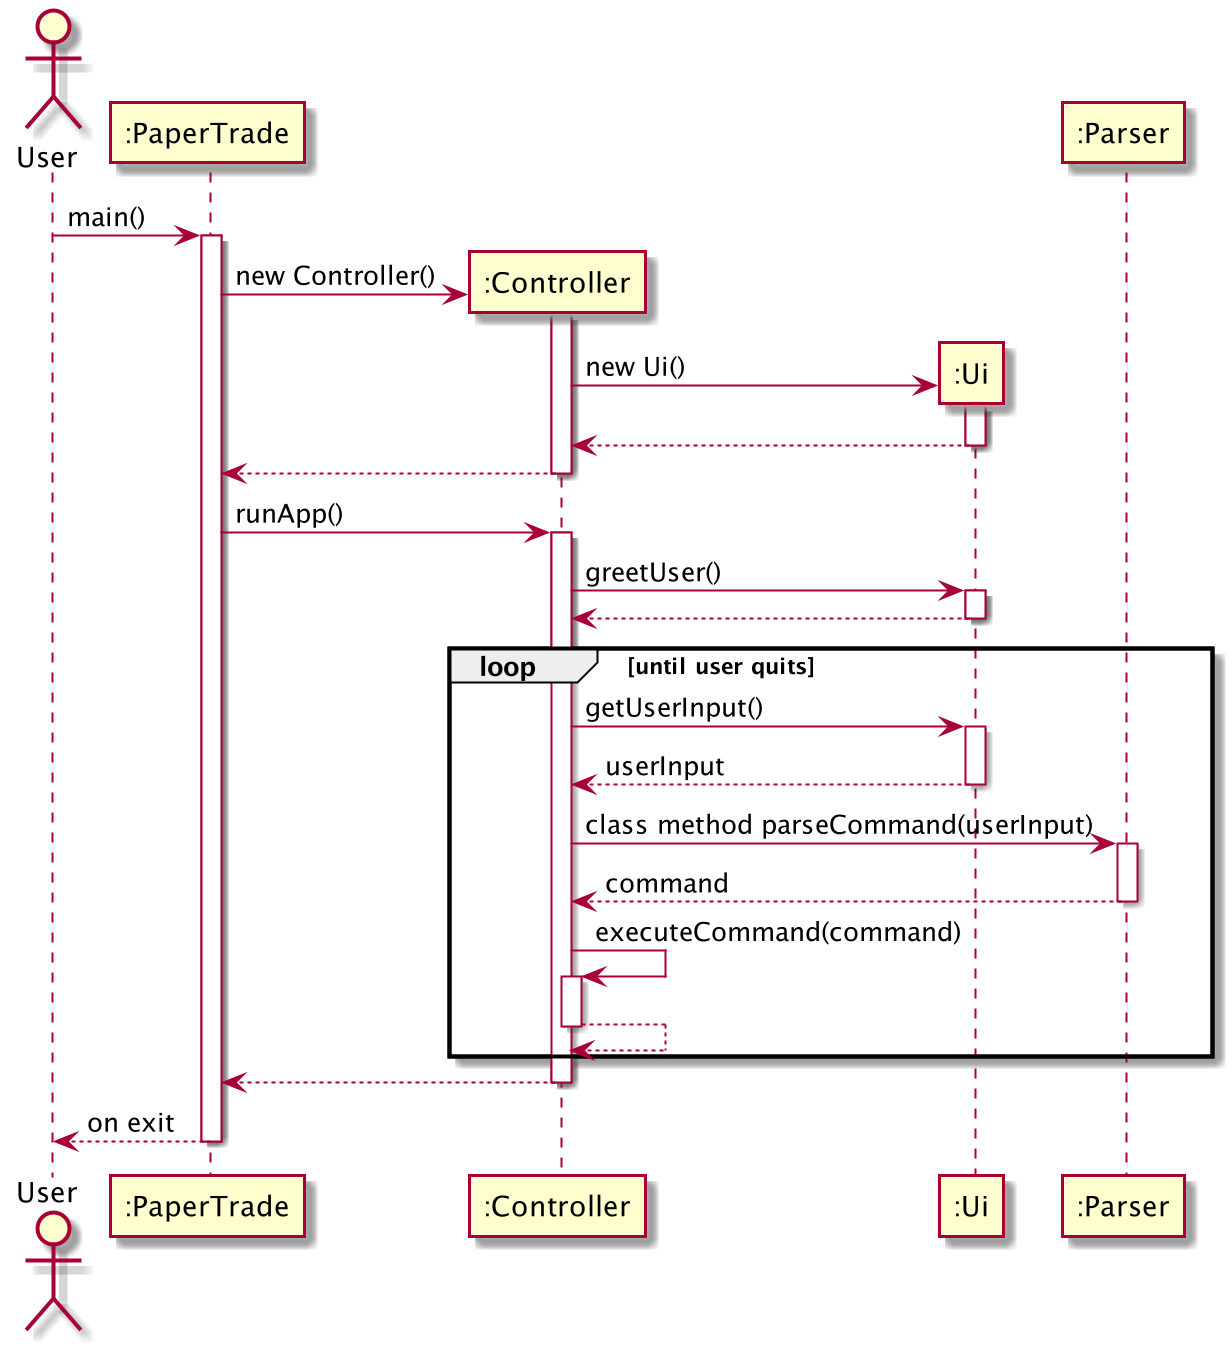 User
:PaperTrade
:Parser
main()
new Controller()
:Controller
new Ui()
:Ui
runApp()
greetUser()
loop
[until user quits]
getUserInput()
userInput
class method parseCommand(userInput)
command
executeCommand(command)
on exit
User
:PaperTrade
:Controller
:Ui
:Parser